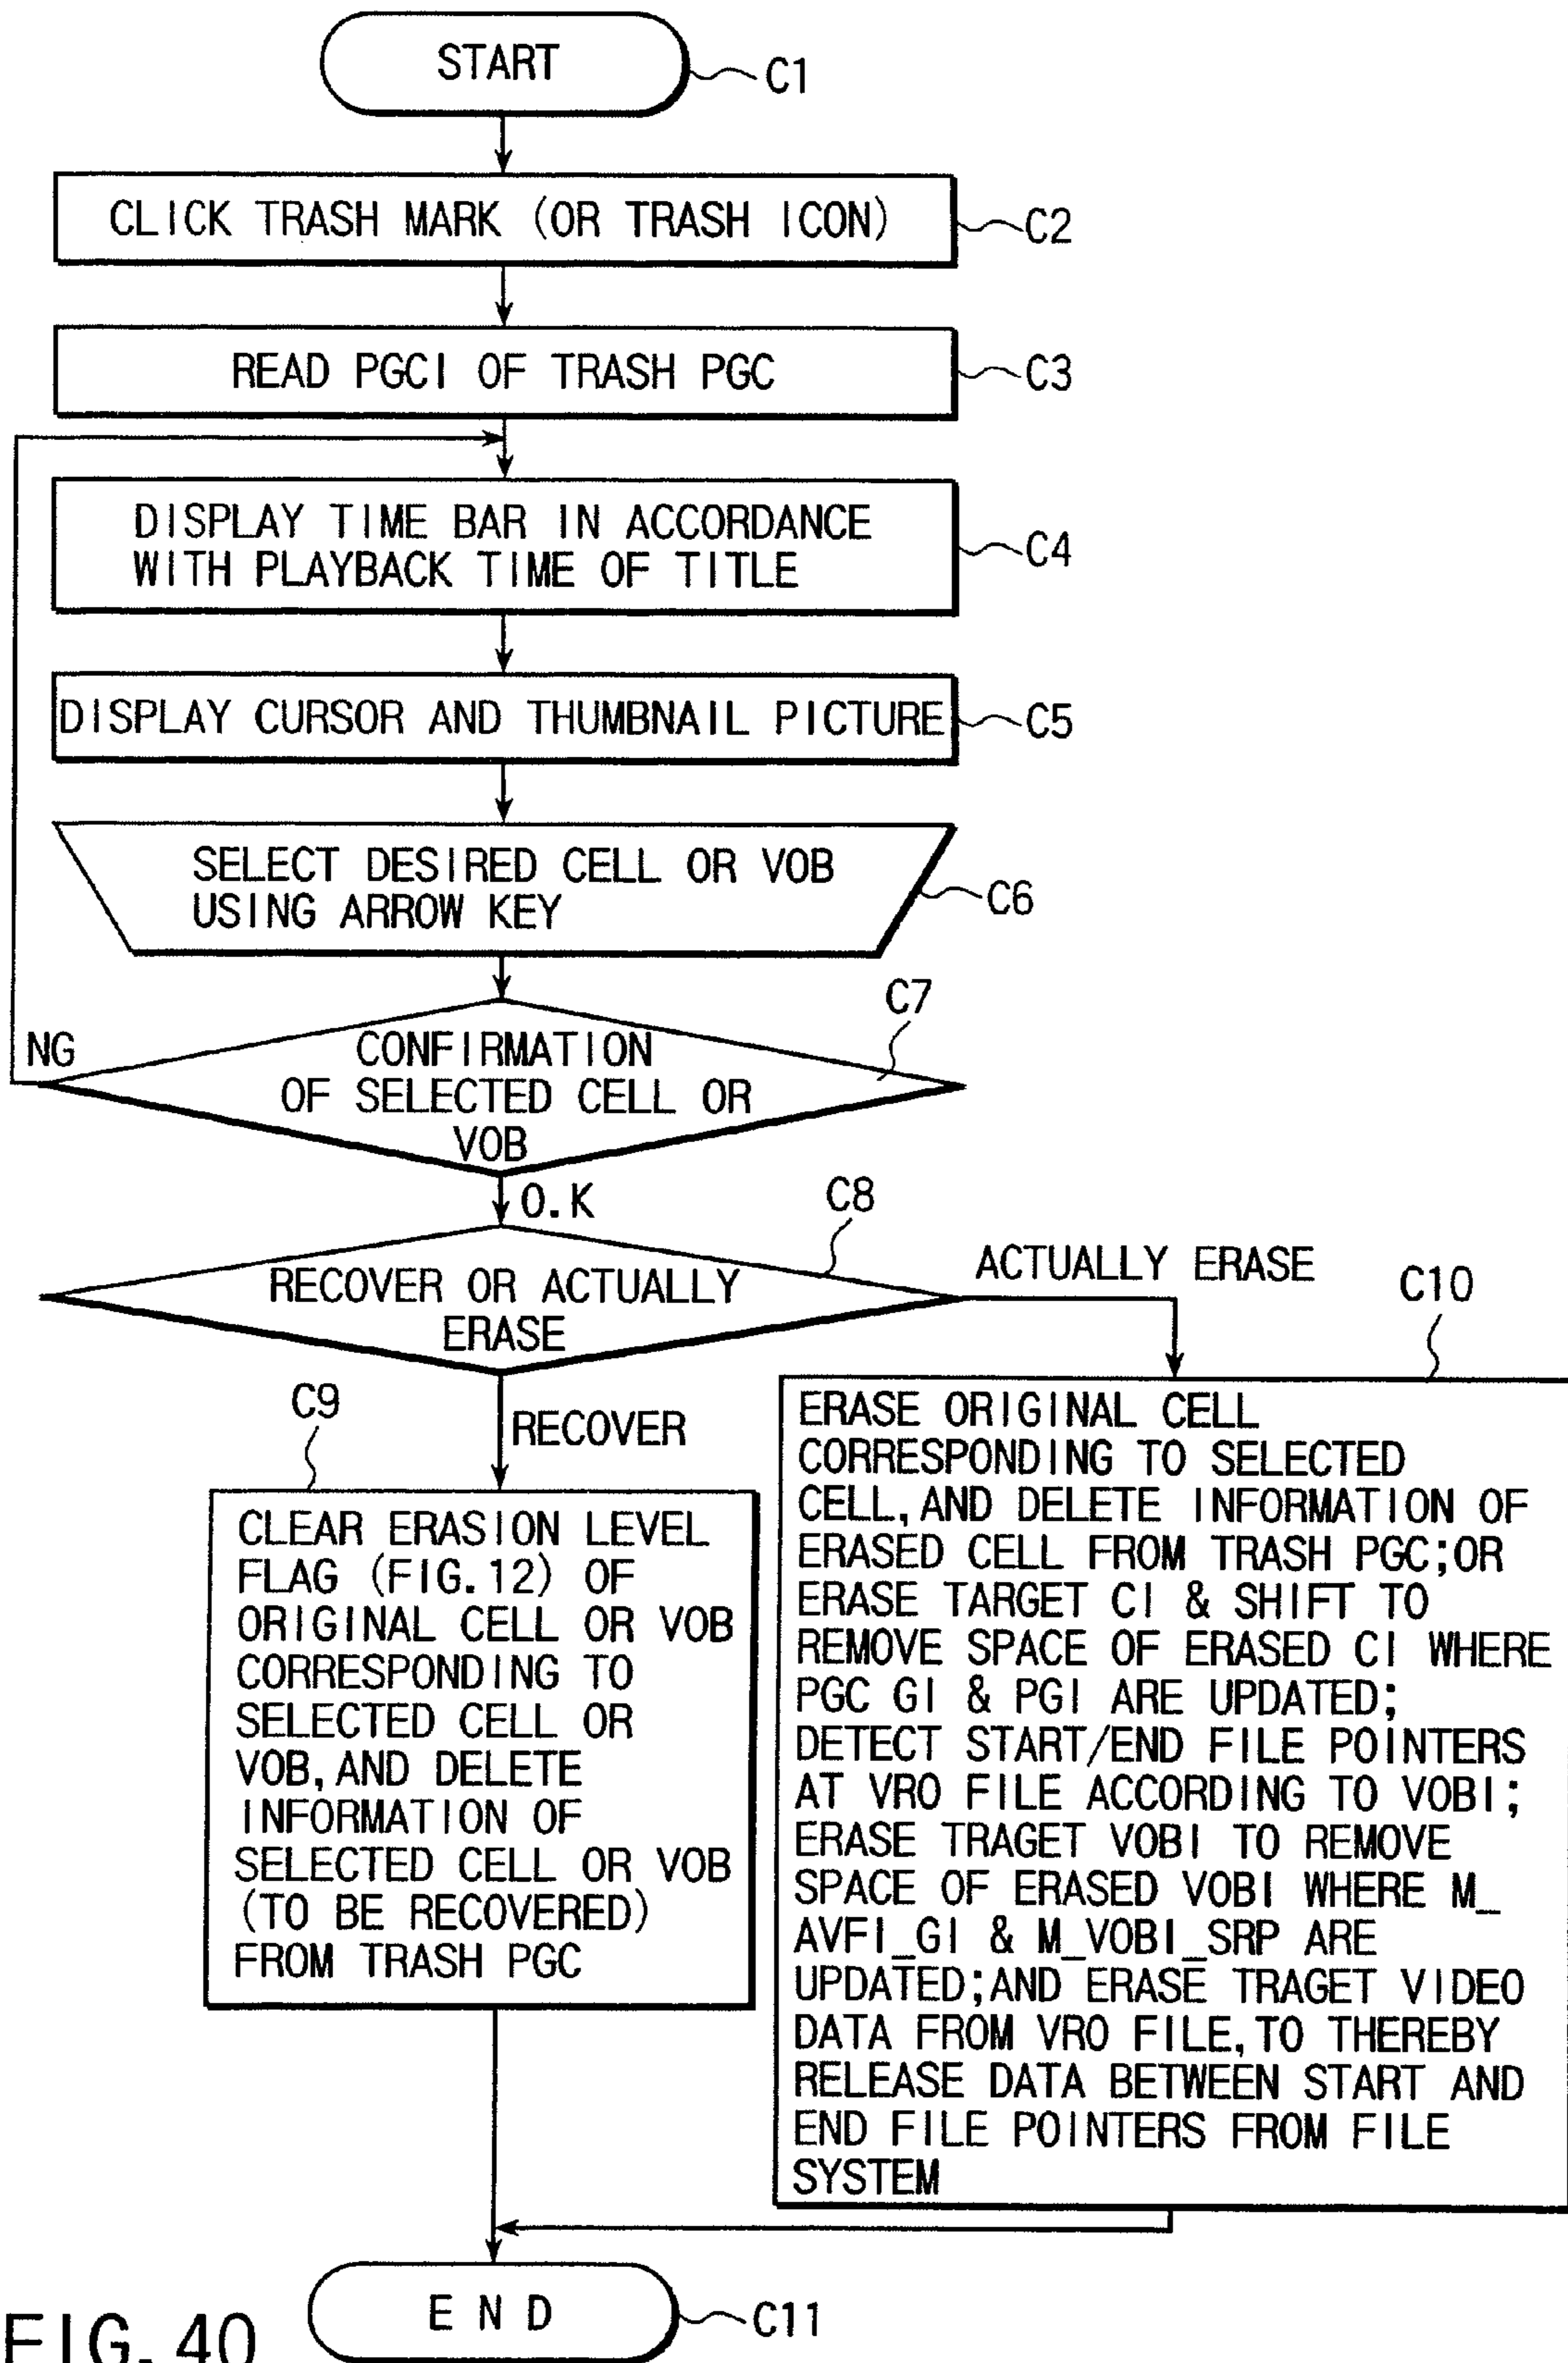 START
C1
CLICK TRASH MARK (OR TRASH ICON)
C2
READ PGCI OF TRASH PGC
C3
DISPLAY TIME BAR IN ACCORDANCE
WITH PLAYBACK TIME OF TITLE
C4
DISPLAY CURSOR AND THUMBNAIL PICTURE
C5
SELECT DESIRED CELL OR VOB
USING ARROW KEY
C6
C7
NG
CONFIRMATION
OF SELECTED CELL OR
VOB
O.K
C8
RECOVER OR ACTUALLY
ERASE
ACTUALLY ERASE
C10
C9
RECOVER
CLEAR ERASION LEVEL
FLAG (FIG.12) OF
ORIGINAL CELL OR VOB
CORRESPONDING TO
SELECTED CELL OR
VOB,AND DELETE
INFORMATION OF
SELECTED CELL OR VOB
(TO BE RECOVERED)
FROM TRASH PGC
ERASE ORIGINAL CELL
CORRESPONDING TO SELECTED
CELL,AND DELETE INFORMATION OF
ERASED CELL FROM TRASH PGC;OR
ERASE TARGET CI & SHIFT TO
REMOVE SPACE OF ERASED CI WHERE
PGC GI & PGI ARE UPDATED;
DETECT START/END FILE POINTERS
AT VRO FILE ACCORDING TO VOBI;
ERASE TRAGET VOBI TO REMOVE
SPACE OF ERASED VOBI WHERE M_
AVFI_GI & M_VOBI_SRP ARE
UPDATED;AND ERASE TRAGET VIDEO
DATA FROM VRO FILE,TO THEREBY
RELEASE DATA BETWEEN START AND
END FILE POINTERS FROM FILE
SYSTEM
END
C11
FIG. 40